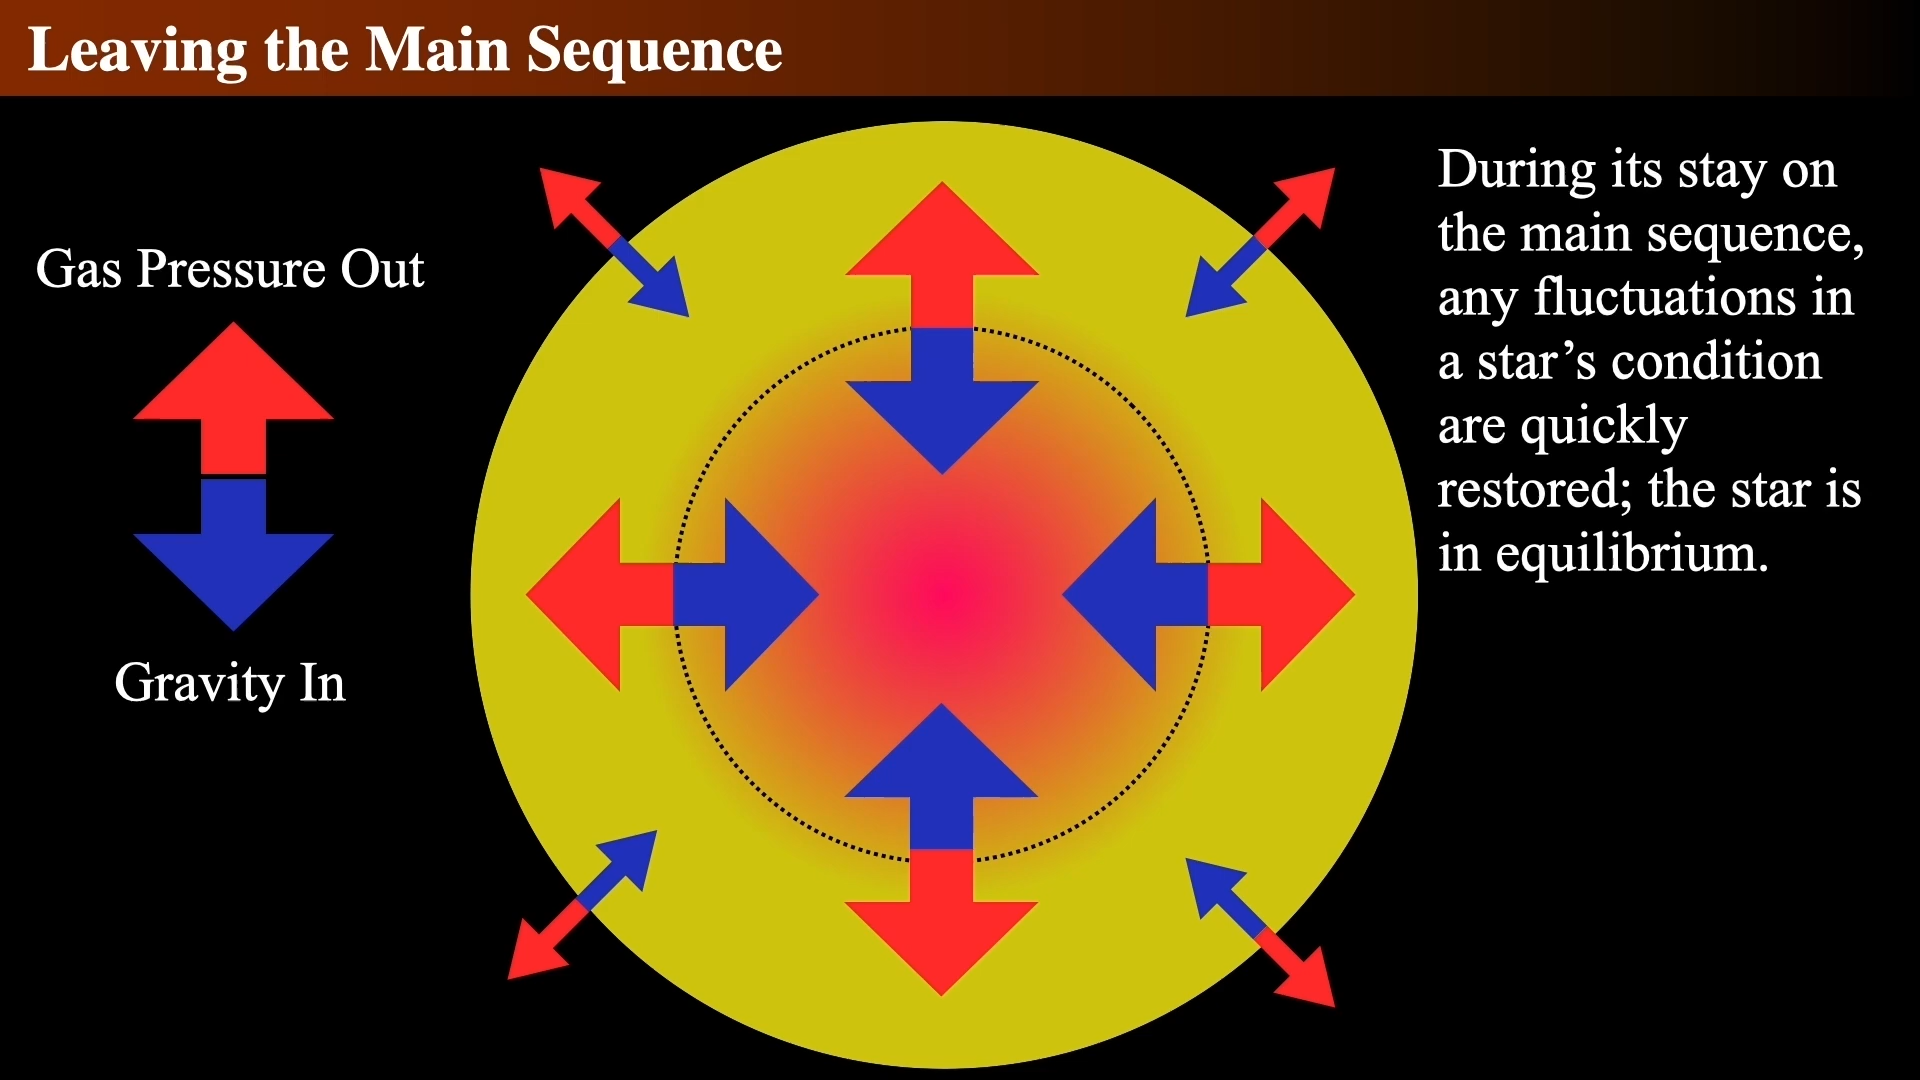 Leaving the Main Sequence
Gas Pressure Out
Gravity In
During its stay on
the main sequence,
any fluctuations in
a star’s condition
are quickly
restored; the star is
in equilibrium.